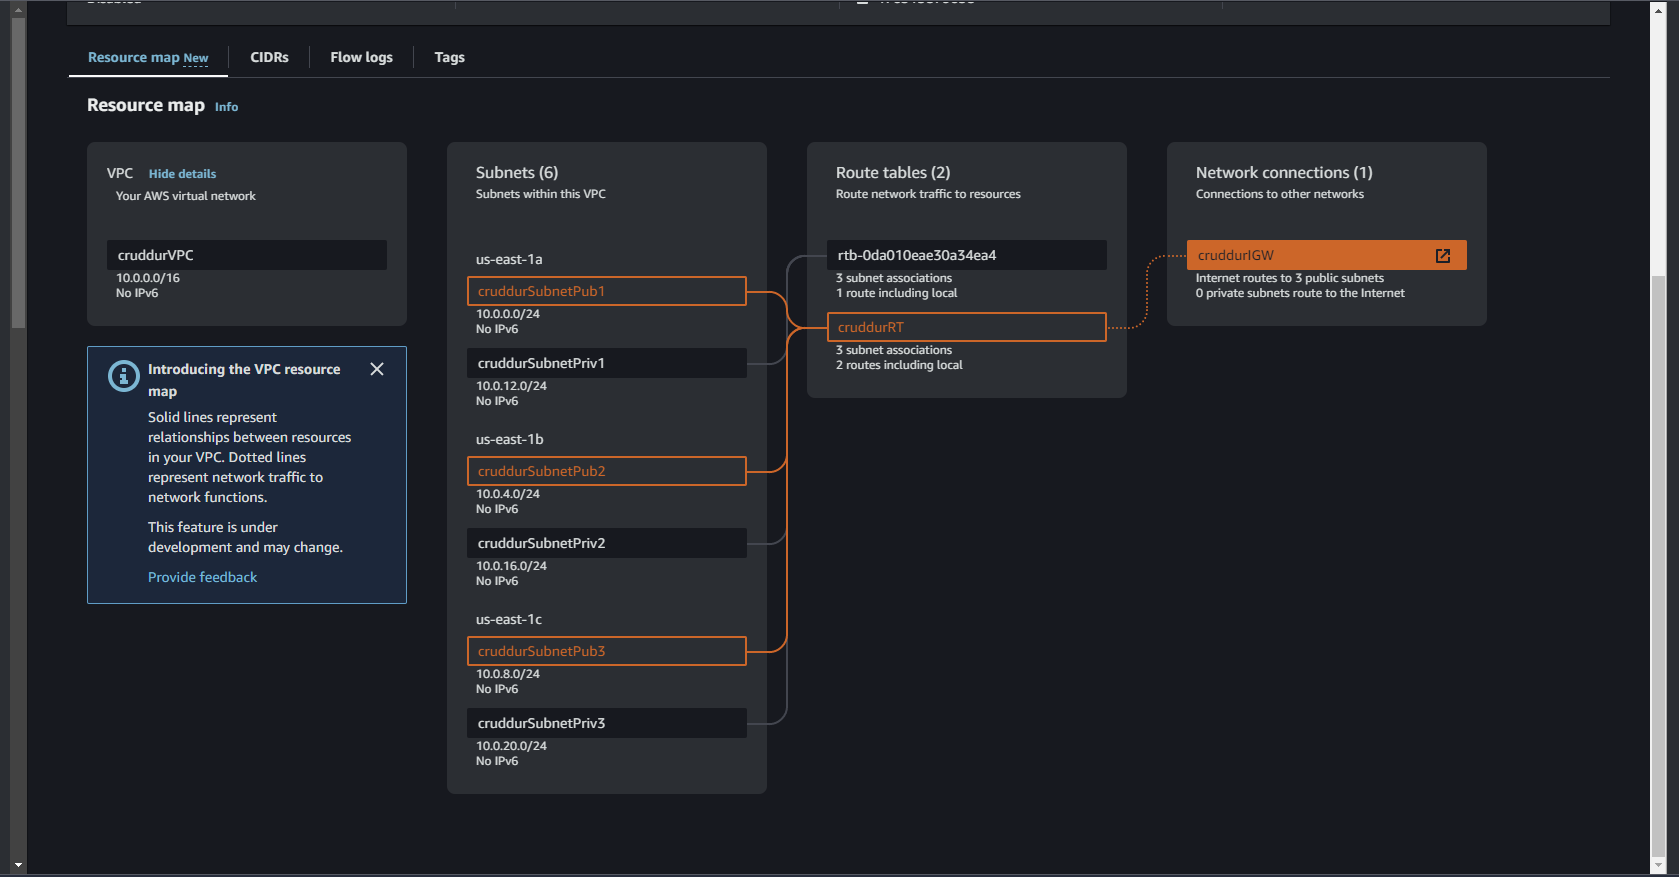 Resource map New
CIDRs
Flow logs
Tags
Resource map Info
VPC Hide details
Your AWS virtual network
cruddurVPC
10.0.0.0/16
No IPv6
Introducing the VPC resource
map
Solid lines represent
relationships between resources
in your VPC. Dotted lines
represent network traffic to
network functions.
This feature is under
development and may change.
Provide feedback
Subnets (6)
Subnets within this VPC
us-east-1a
cruddurSubnetPub1
10.0.0.0/24
No IPv6
cruddurSubnetPriv1
10.0.12.0/24
No IPv6
us-east-1b
cruddurSubnetPub2
10.0.4.0/24
No IPv6
cruddurSubnetPriv2
10.0.16.0/24
No IPv6
us-east-1c
cruddurSubnetPub3
10.0.8.0/24
No IPv6
cruddurSubnetPriv3
10.0.20.0/24
No IPv6
Route tables (2)
Route network traffic to resources
rtb-0da010eae30a34ea4
3 subnet associations
1 route including local
cruddurRT
3 subnet associations
2 routes including local
Network connections (1)
Connections to other networks
cruddurIGW
Internet routes to 3 public subnets
0 private subnets route to the Internet